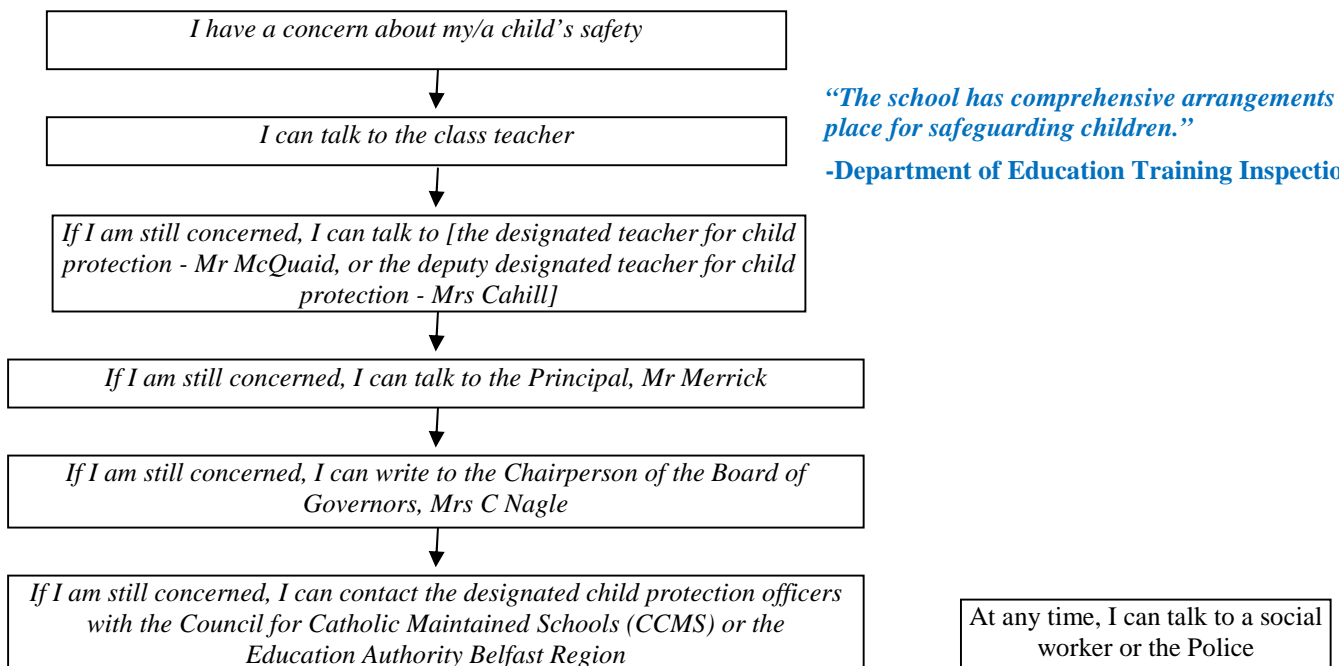 I have a concern about my/a child's safety
I can talk to the class teacher
“The school has comprehensive arrangements
place for safeguarding children.”
-Department of Education Training Inspectio
If I am still concerned, I can talk to [the designated teacher for child
protection - Mr McQuaid, or the deputy designated teacher for child
protection - Mrs Cahill]
If I am still concerned, I can talk to the Principal, Mr Merrick
If I am still concerned, I can write to the Chairperson of the Board of
Governors, Mrs C Nagle
If I am still concerned, I can contact the designated child protection officers
with the Council for Catholic Maintained Schools (CCMS) or the
Education Authority Belfast Region
At any time, I can talk to a social
worker or the Police